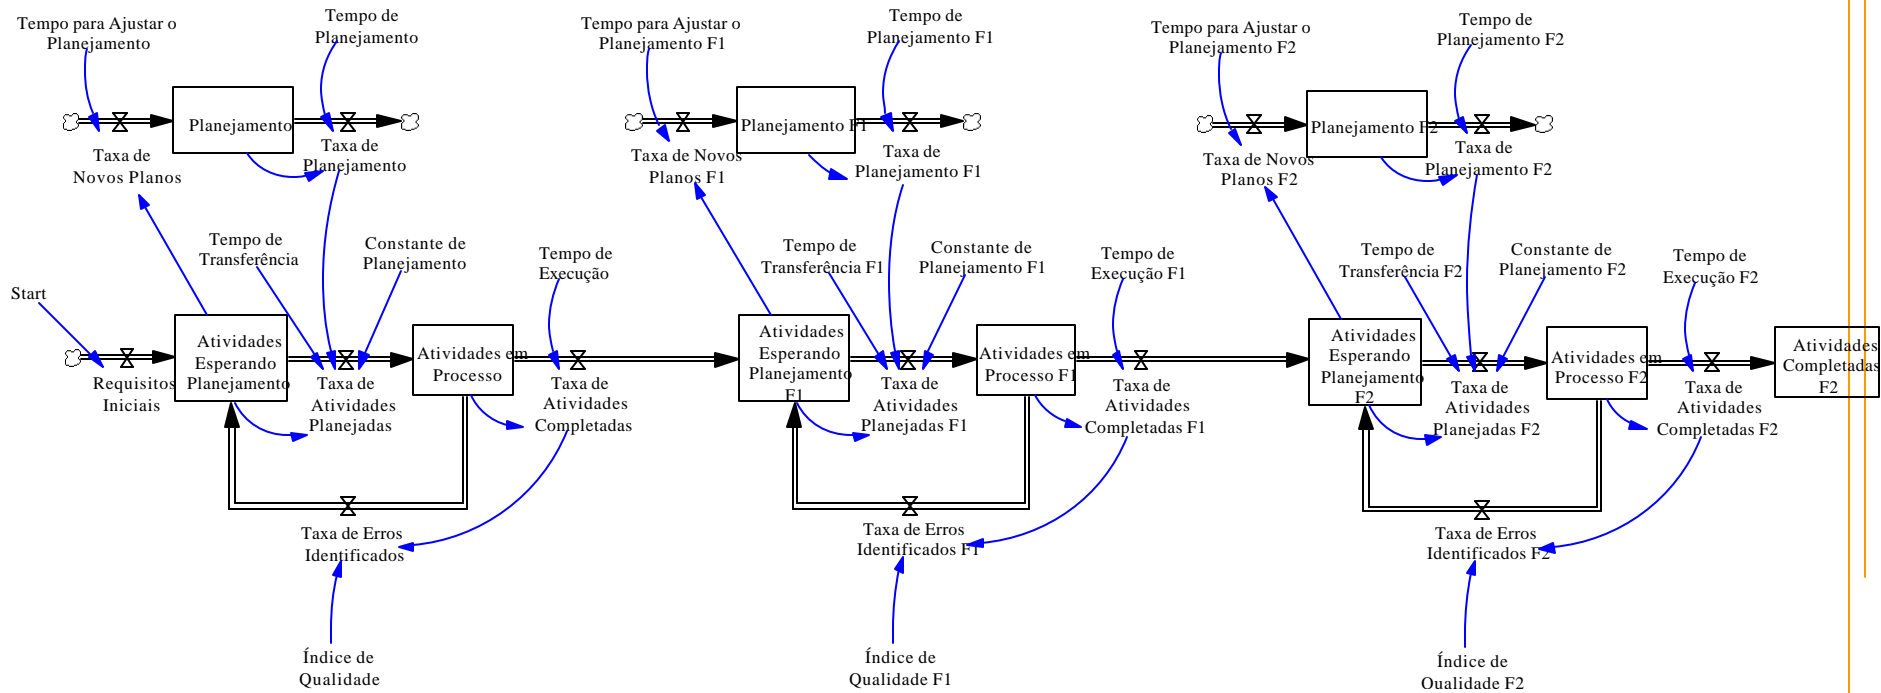 Tempo para Ajustar o
Planejamento
Tempo de
Planejamento
Planejamento
Taxa de
Novos Planos
Taxa de
Planejamento
Tempo de
Transferência
Constante de
Planejamento
Tempo de
Execução
Start
Requisitos
Iniciais
Atividades
Esperando
Planejamento
Taxa de
Atividades
Planejadas
Atividades em
Processo
Taxa de
Atividades
Completadas
Taxa de Erros
Identificados
Índice de
Qualidade
Tempo para Ajustar o
Planejamento F1
Tempo de
Planejamento F1
Planejamento F1
Taxa de Novos
Planos F1
Taxa de
Planejamento F1
Tempo de
Transferência F1
Constante de
Planejamento F1
Tempo de
Execução F1
Atividades
Esperando
Planejamento
F1
Taxa de
Atividades
Planejadas F1
Atividades em
Processo F1
Taxa de
Atividades
Completadas F1
Taxa de Erros
Identificados F1
Índice de
Qualidade F1
Tempo para Ajustar o
Planejamento F2
Tempo de
Planejamento F2
Planejamento F2
Taxa de Novos
Planos F2
Taxa de
Planejamento F2
Tempo de
Transferência F2
Constante de
Planejamento F2
Tempo de
Execução F2
Atividades
Esperando
Planejamento
F2
Taxa de
Atividades
Planejadas F2
Atividades em
Processo F2
Taxa de
Atividades
Completadas F2
Atividades
Completadas
F2
Taxa de Erros
Identificados F2
Índice de
Qualidade F2